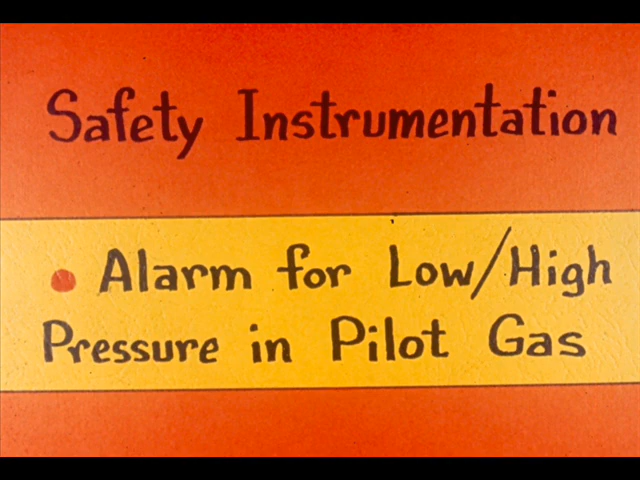 Safety Instrumentation
• Alarm for Low/High
Pressure in Pilot Gas